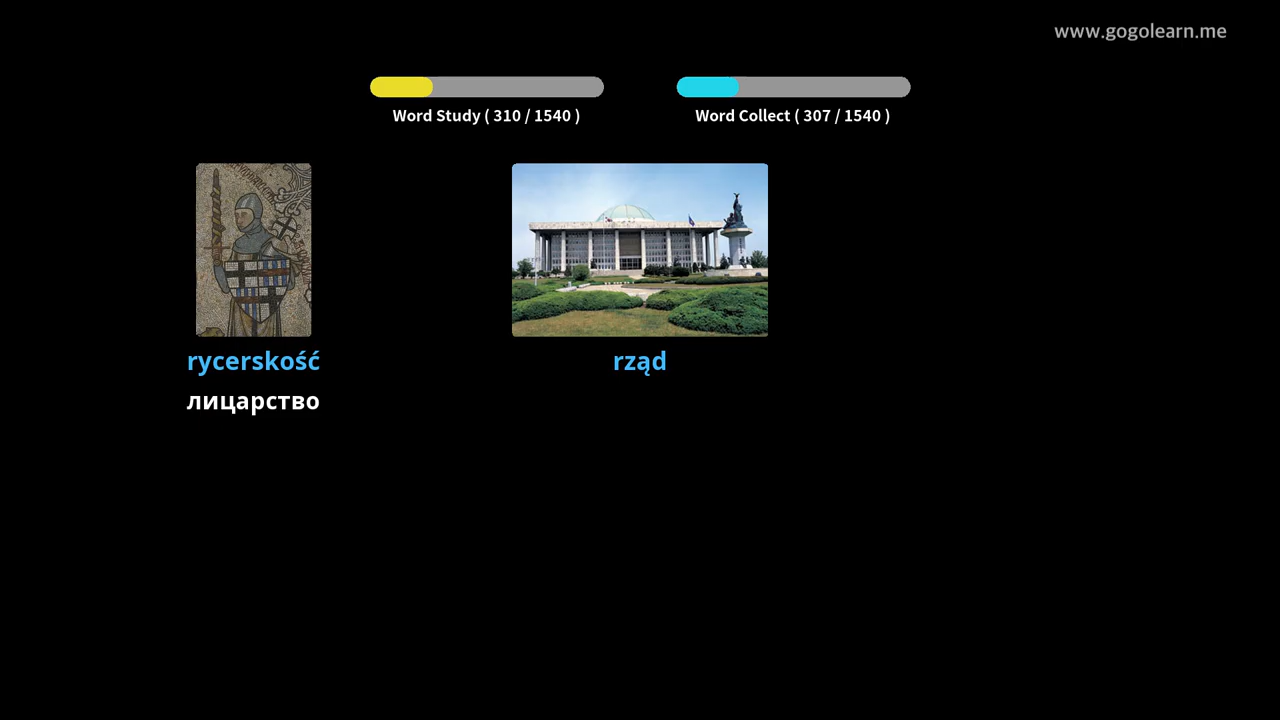 www.gogolearn.me
Word Study ( 310 / 1540 )
Word Collect ( 307 / 1540 )
rycerskość
лицарство
rząd